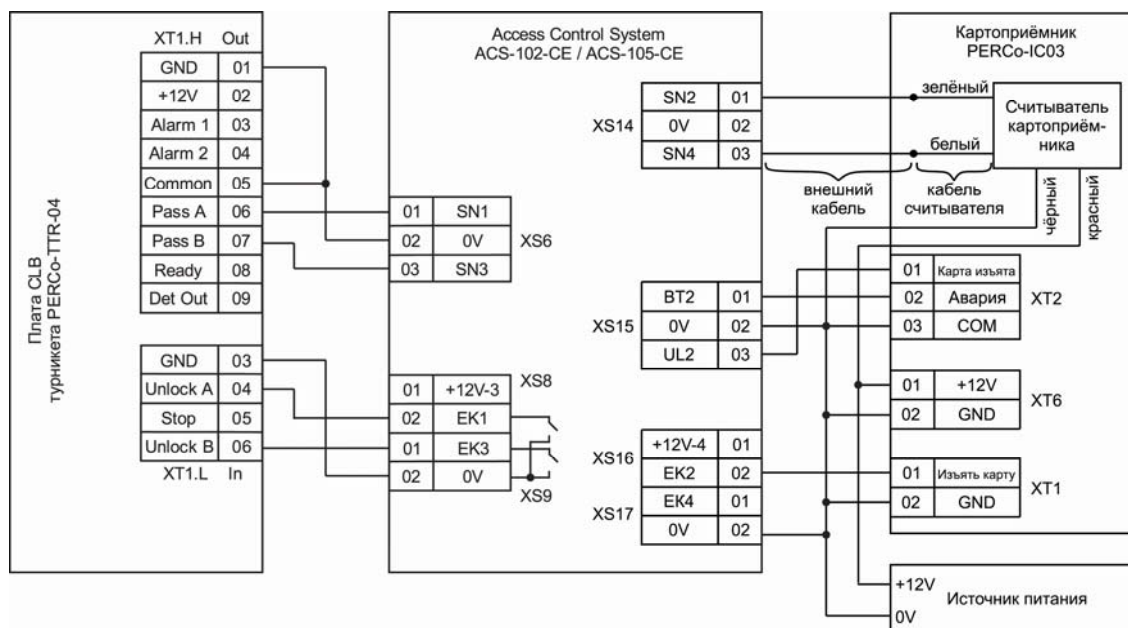 Плата CLB
турникета PERCo-TTR-04
XT1.H Out
GND 01
+12V 02
Alarm 1 03
Alarm 2 04
Common 05
Pass A 06
Pass B 07
Ready 08
Det Out 09
GND 03
Unlock A 04
Stop 05
Unlock B 06
XT1.L In
Access Control System
ACS-102-CE / ACS-105-CE
01 SN1
02 0V
03 SN3
XS6
XS8
01 +12V-3
02 EK1
01 EK3
02 0V
XS9
XS14
SN2 01
0V 02
SN4 03
XS15
BT2 01
0V 02
UL2 03
XS16
+12V-4 01
EK2 02
XS17
EK4 01
0V 02
внешний
кабель
кабель
считывателя
Картоприёмник
PERCo-IC03
зелёный
белый
Считыватель
картоприём-
ника
чёрный
красный
01 Карта изъята
02 Авария
03 COM
XT2
01 +12V
02 GND
XT6
01 Изъять карту
02 GND
XT1
+12V
Источник питания
0V